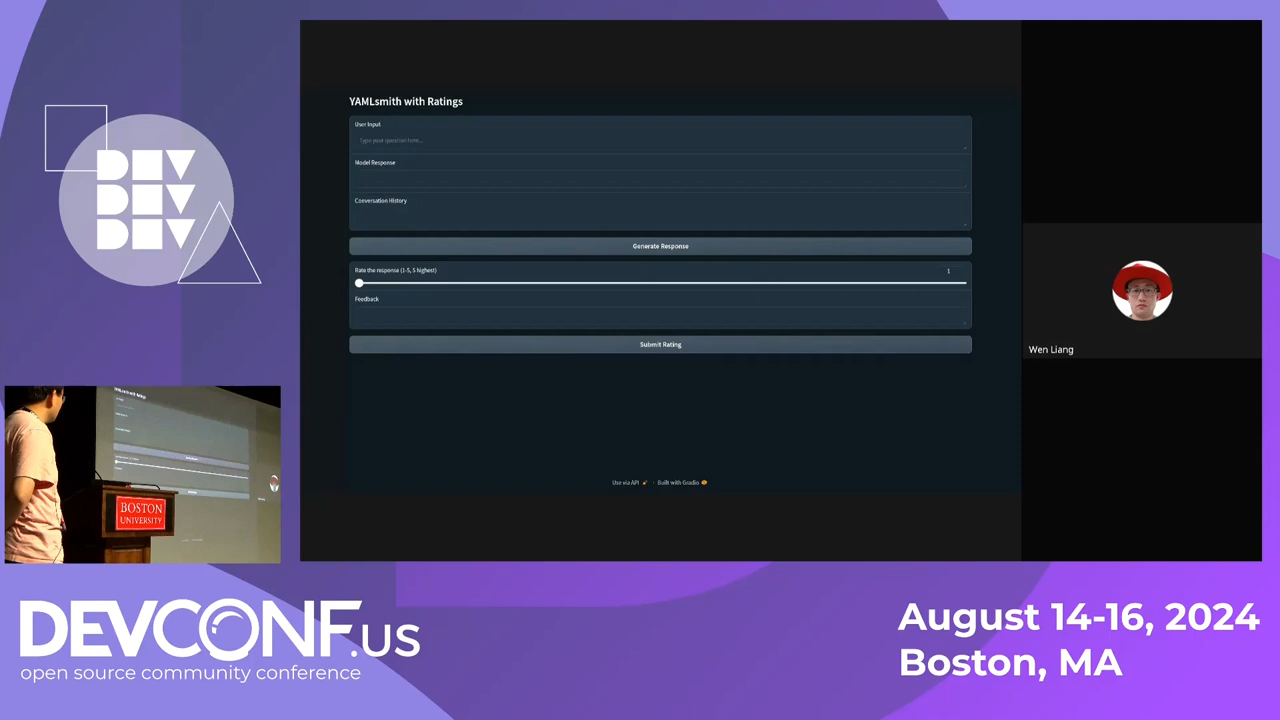 DEV
DEV
DEV
YAMLsmith with Ratings
User Input
Type your question here...
Model Response
Conversation History
Generate Response
Rate the response (1-5, 5 highest)
1
Feedback
Submit Rating
Use via API
·
Built with Gradio
Wen Liang
BOSTON
UNIVERSITY
DEVCONF.US
open source community conference
August 14-16, 2024
Boston, MA